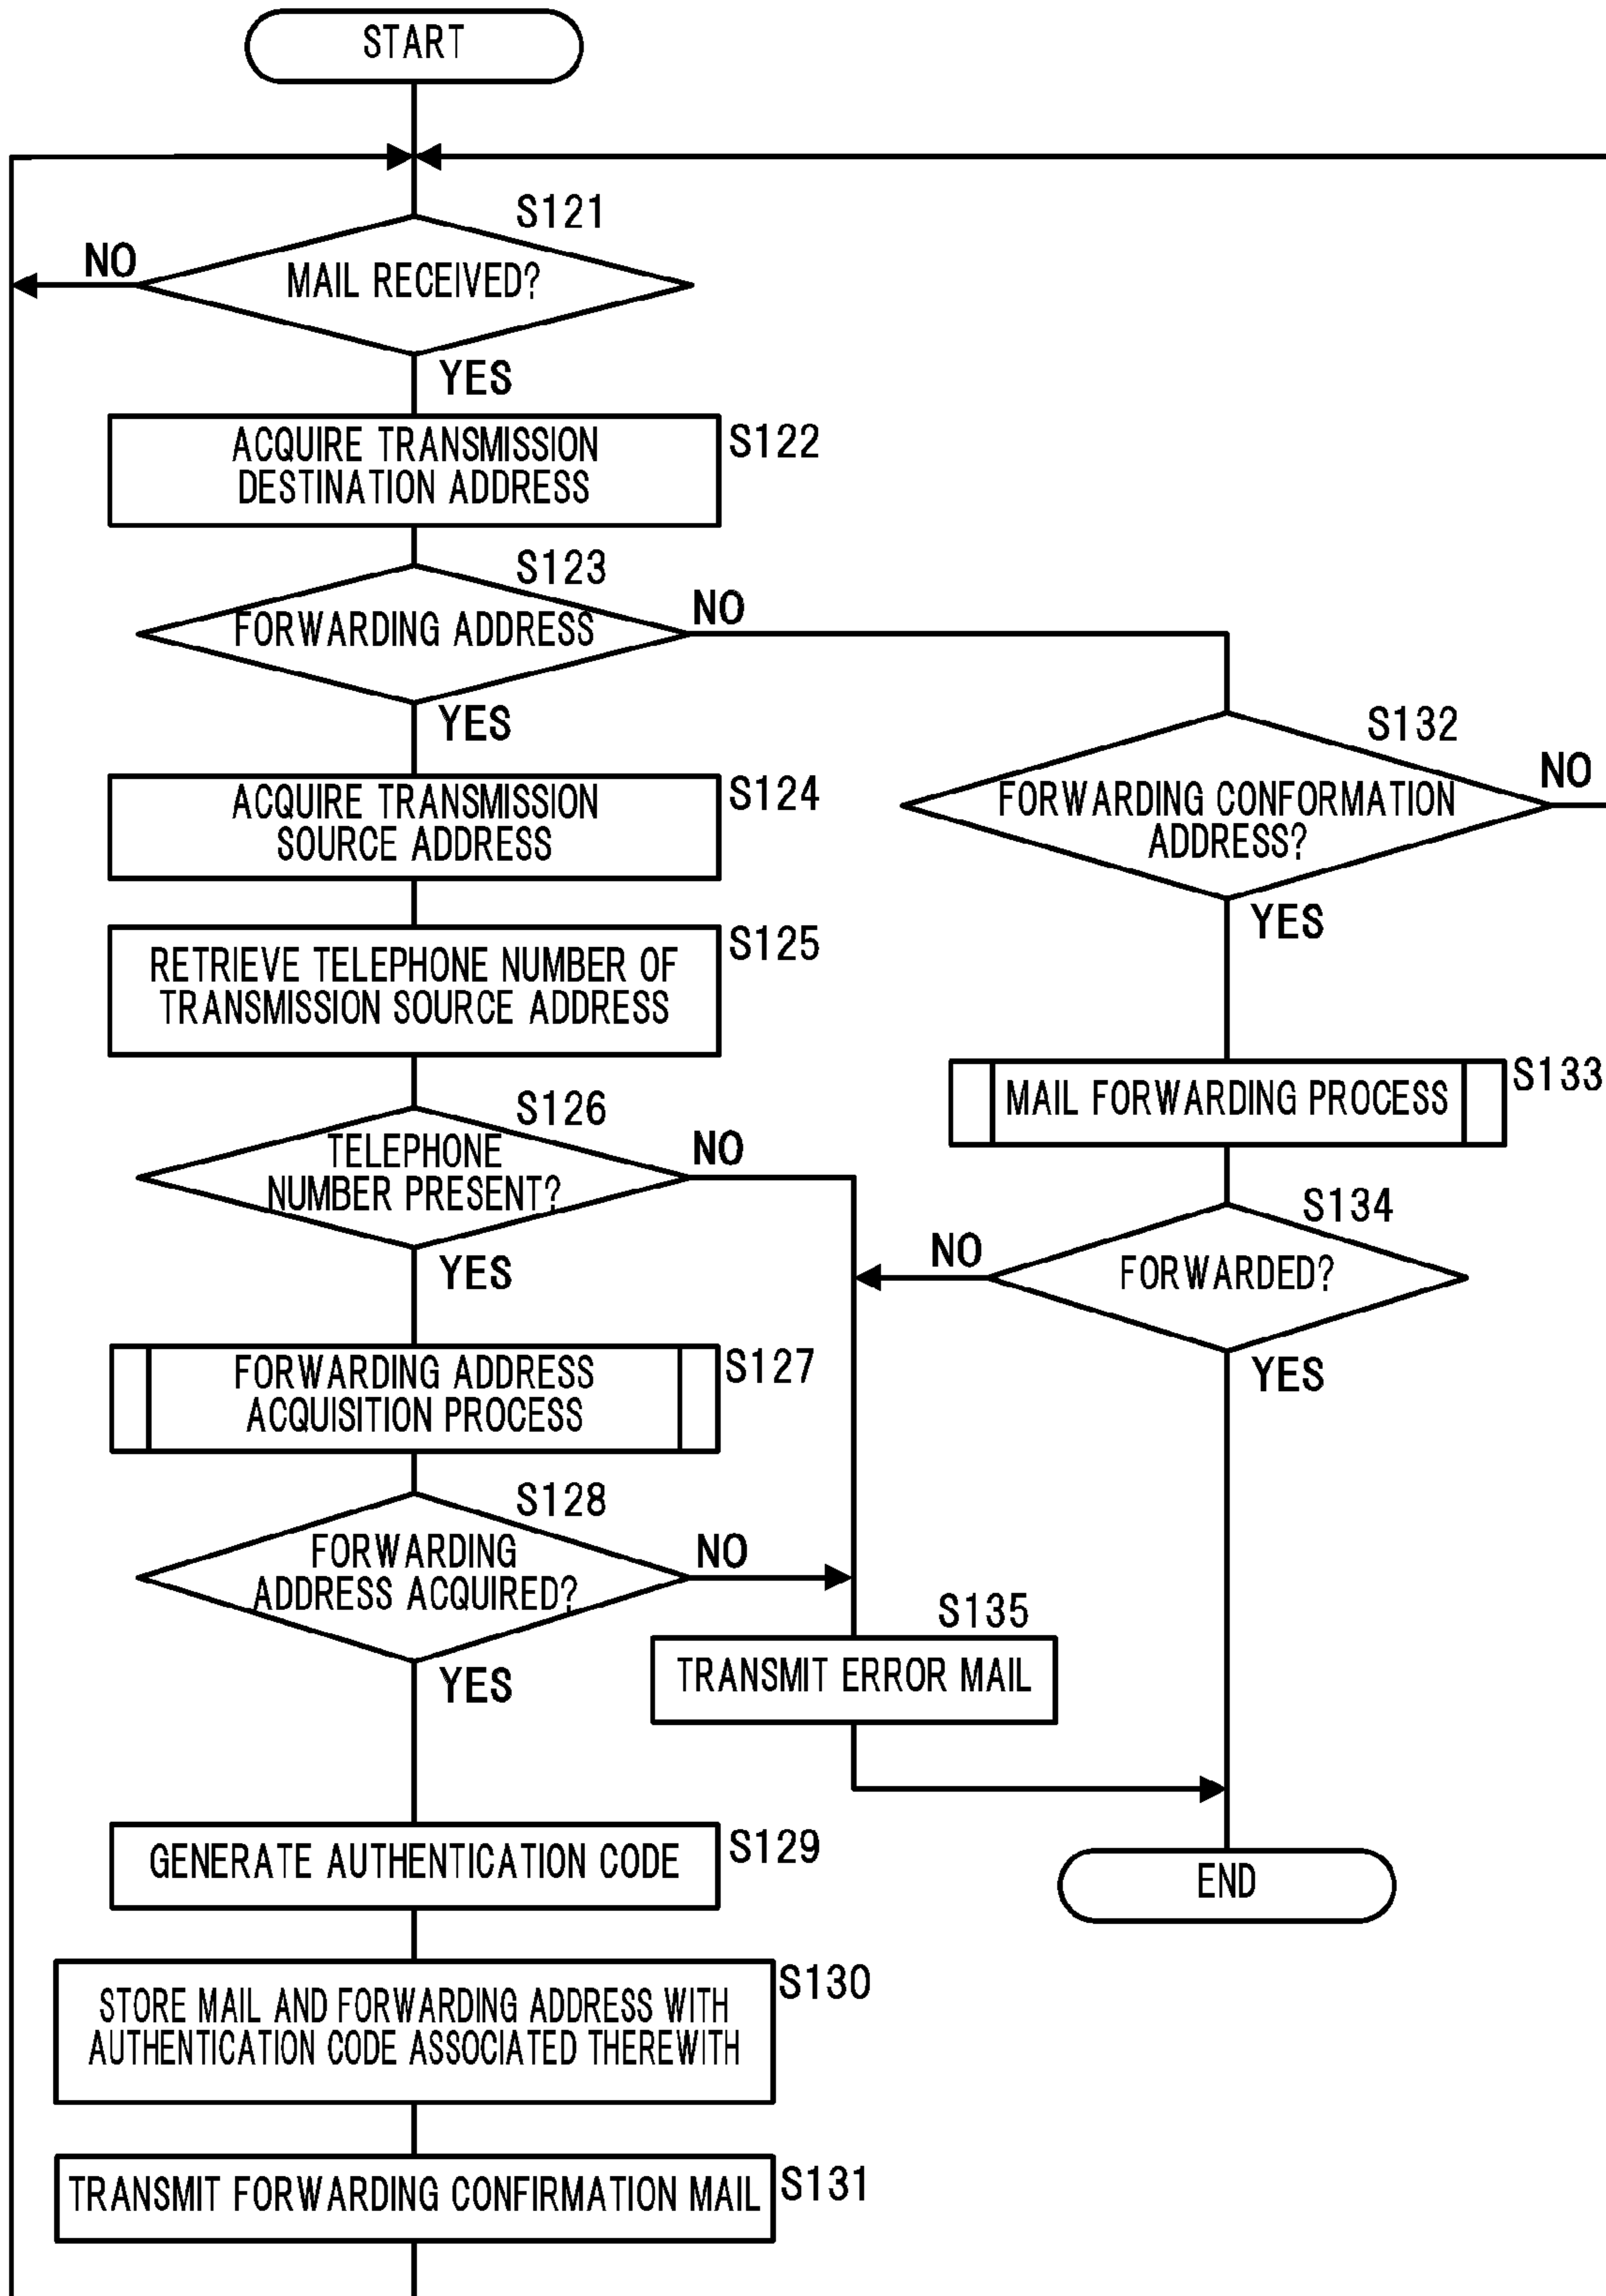 START
S121
NO
MAIL RECEIVED?
YES
ACQUIRE TRANSMISSION
DESTINATION ADDRESS
S122
S123
FORWARDING ADDRESS
NO
YES
S132
ACQUIRE TRANSMISSION
SOURCE ADDRESS
S124
FORWARDING CONFORMATION
ADDRESS?
NO
YES
RETRIEVE TELEPHONE NUMBER OF
TRANSMISSION SOURCE ADDRESS
S125
MAIL FORWARDING PROCESS
S133
S126
TELEPHONE
NUMBER PRESENT?
NO
YES
S134
FORWARDED?
NO
YES
FORWARDING ADDRESS
ACQUISITION PROCESS
S127
S128
FORWARDING
ADDRESS ACQUIRED?
NO
YES
S135
TRANSMIT ERROR MAIL
GENERATE AUTHENTICATION CODE
S129
END
STORE MAIL AND FORWARDING ADDRESS WITH
AUTHENTICATION CODE ASSOCIATED THEREWITH
S130
TRANSMIT FORWARDING CONFIRMATION MAIL
S131